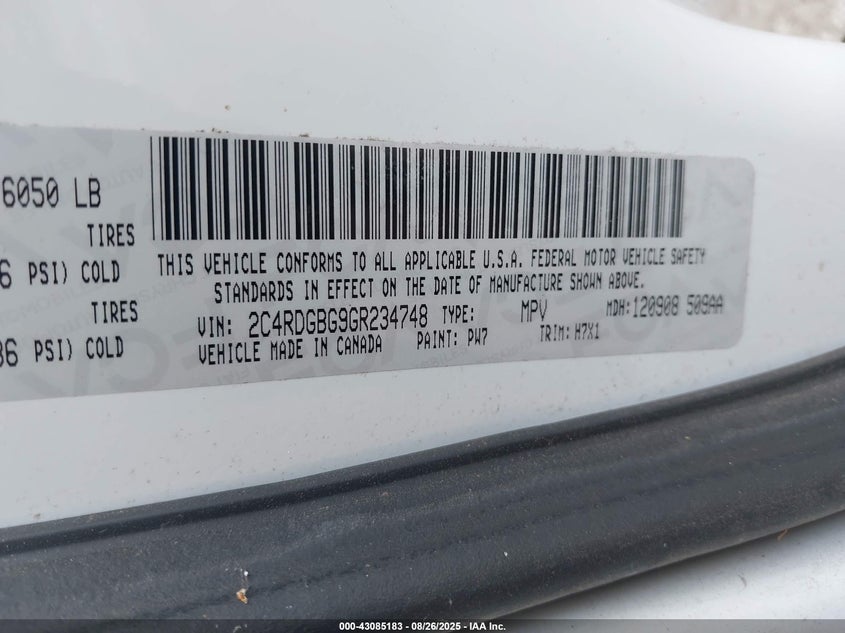 6050 LB
TIRES
6 PSI) COLD
TIRES
36 PSI) COLD
THIS VEHICLE CONFORMS TO ALL APPLICABLE U.S.A. FEDERAL MOTOR VEHICLE SAFETY
STANDARDS IN EFFECT ON THE DATE OF MANUFACTURE SHOWN ABOVE.
VIN: 2C4RDGBG9GR234748 TYPE: MPV MDH: 120908 509AA
VEHICLE MADE IN CANADA PAINT: PW7 TRIM: H7X1
000-43085183 - 08/26/2025 - IAA Inc.